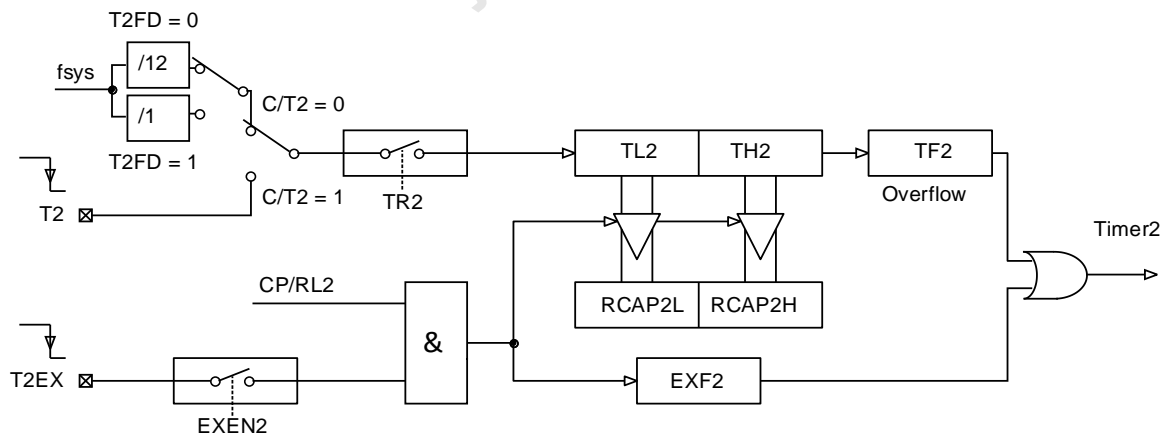 T2FD = 0
/12
fsys
C/T2 = 0
/1
T2FD = 1
TL2
TH2
TF2
C/T2 = 1
TR2
Overflow
T2
Timer2
CP/RL2
RCAP2L
RCAP2H
&
T2EX
EXF2
EXEN2